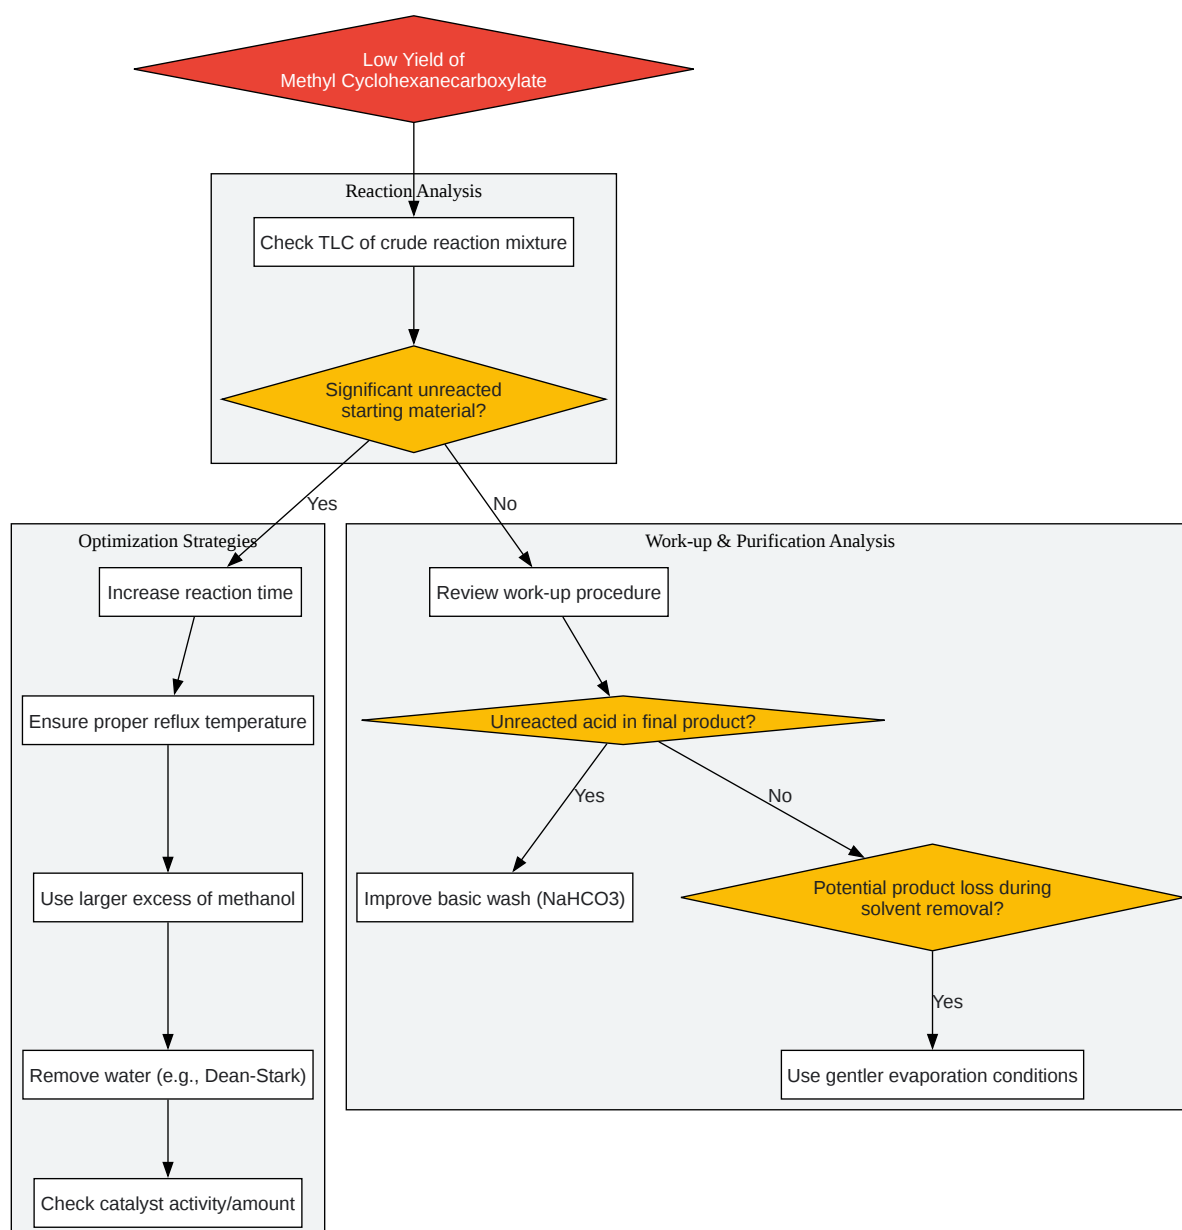 Low Yield of
Methyl Cyclohexanecarboxylate
Reaction Analysis
Check TLC of crude reaction mixture
Significant unreacted
starting material?
Yes
No
Optimization Strategies
Increase reaction time
Ensure proper reflux temperature
Use larger excess of methanol
Remove water (e.g., Dean-Stark)
Check catalyst activity/amount
Work-up & Purification Analysis
Review work-up procedure
Unreacted acid in final product?
Yes
No
Improve basic wash (NaHCO3)
Potential product loss during
solvent removal?
Yes
Use gentler evaporation conditions